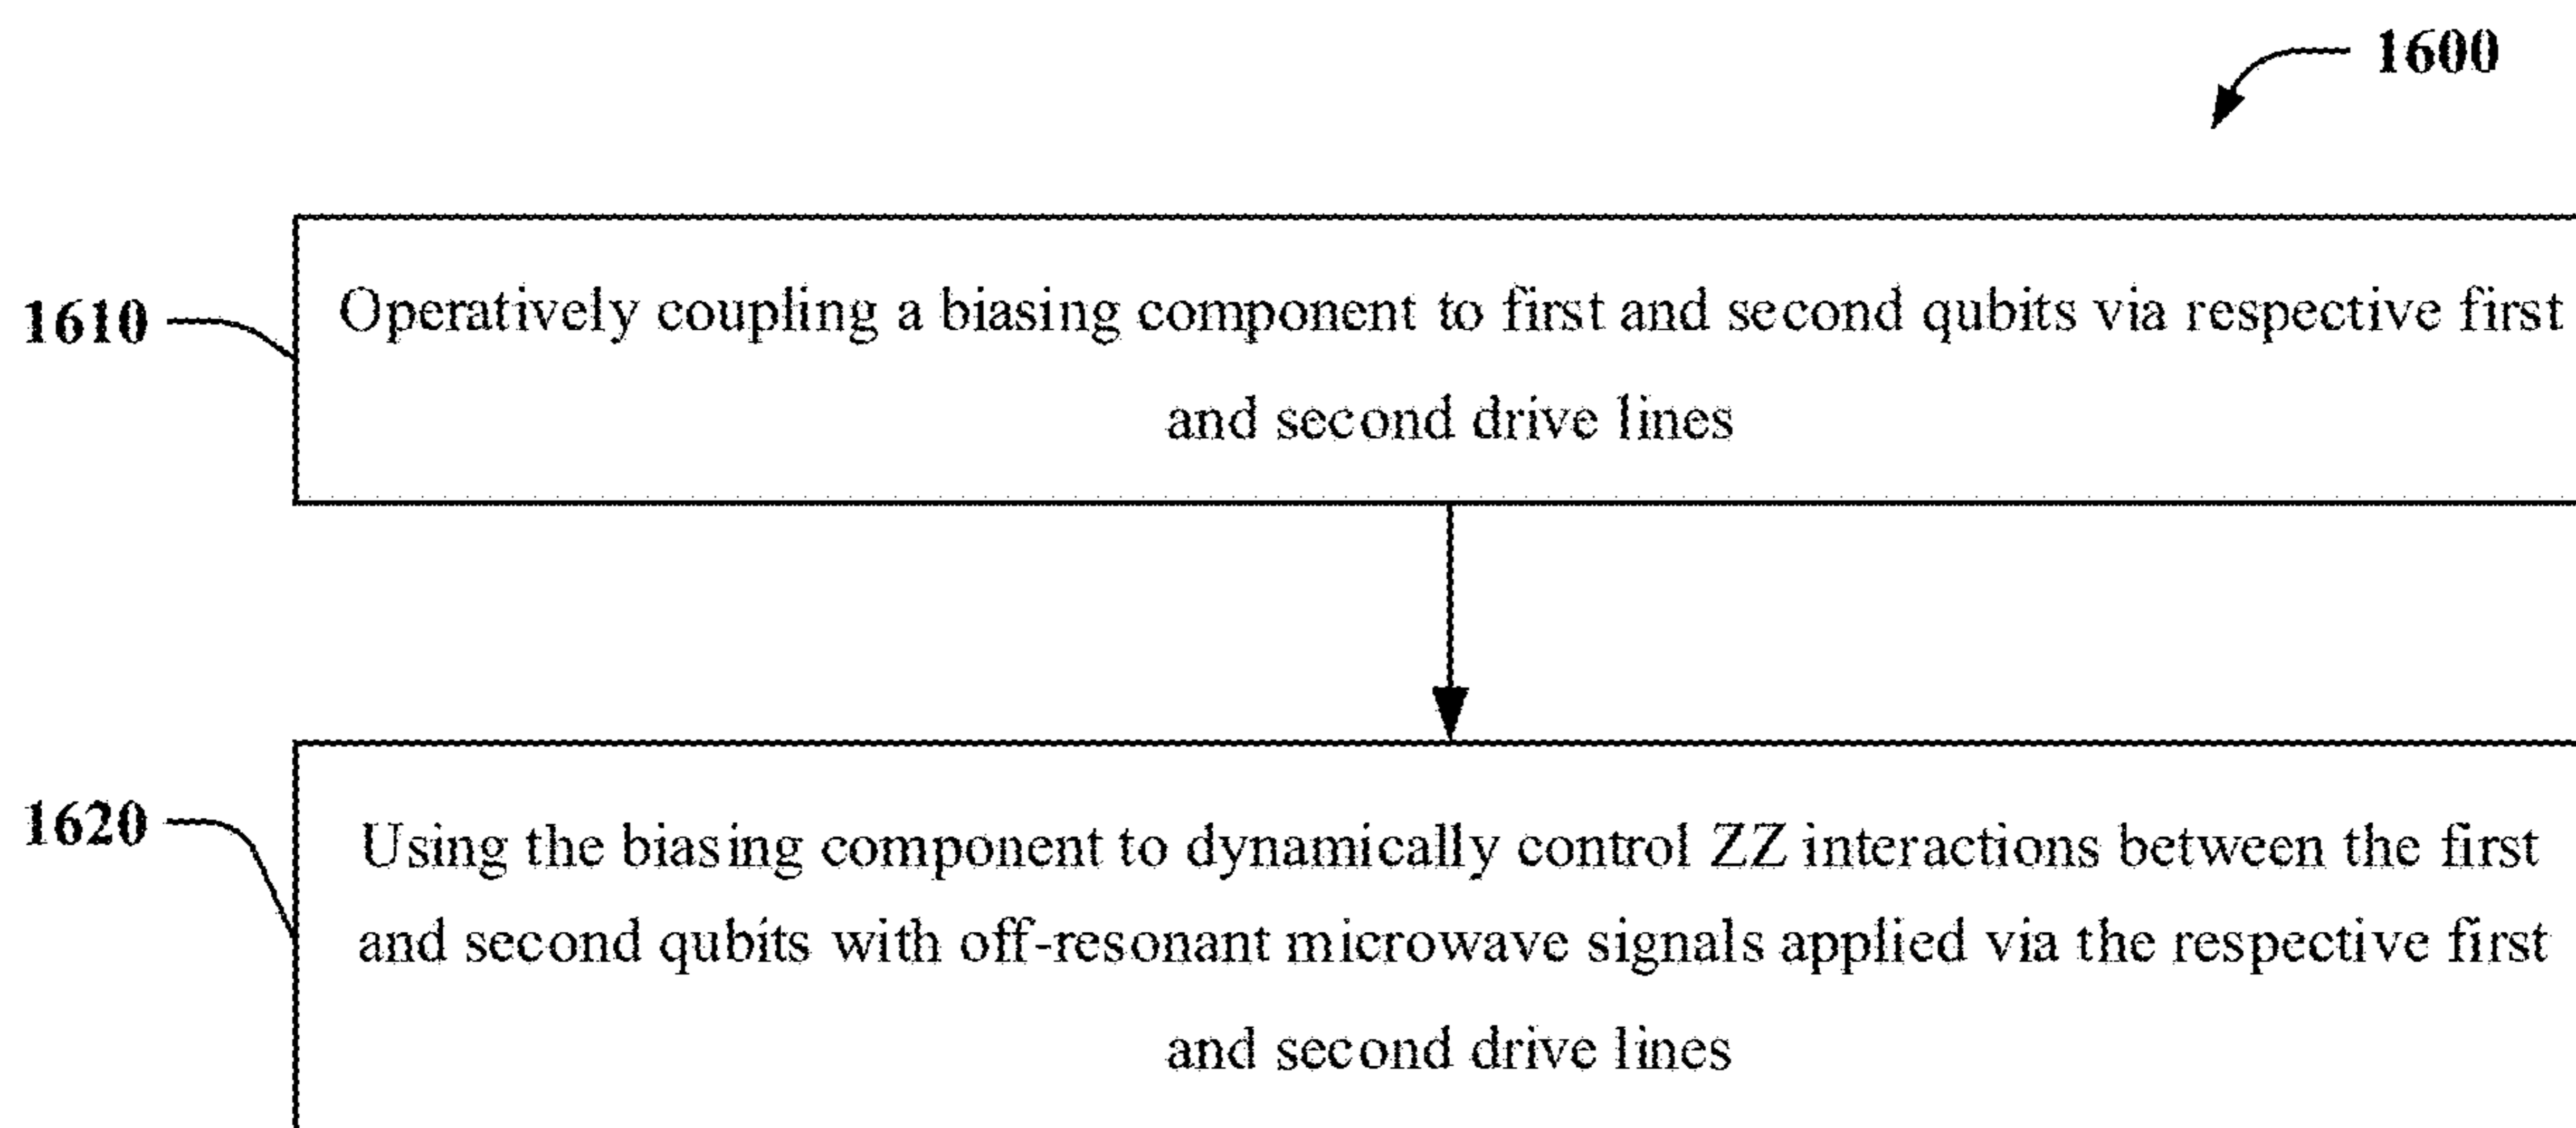 1600
1610
Operatively coupling a biasing component to first and second qubits via respective first
and second drive lines
1620
Using the biasing component to dynamically control ZZ interactions between the first
and second qubits with off-resonant microwave signals applied via the respective first
and second drive lines